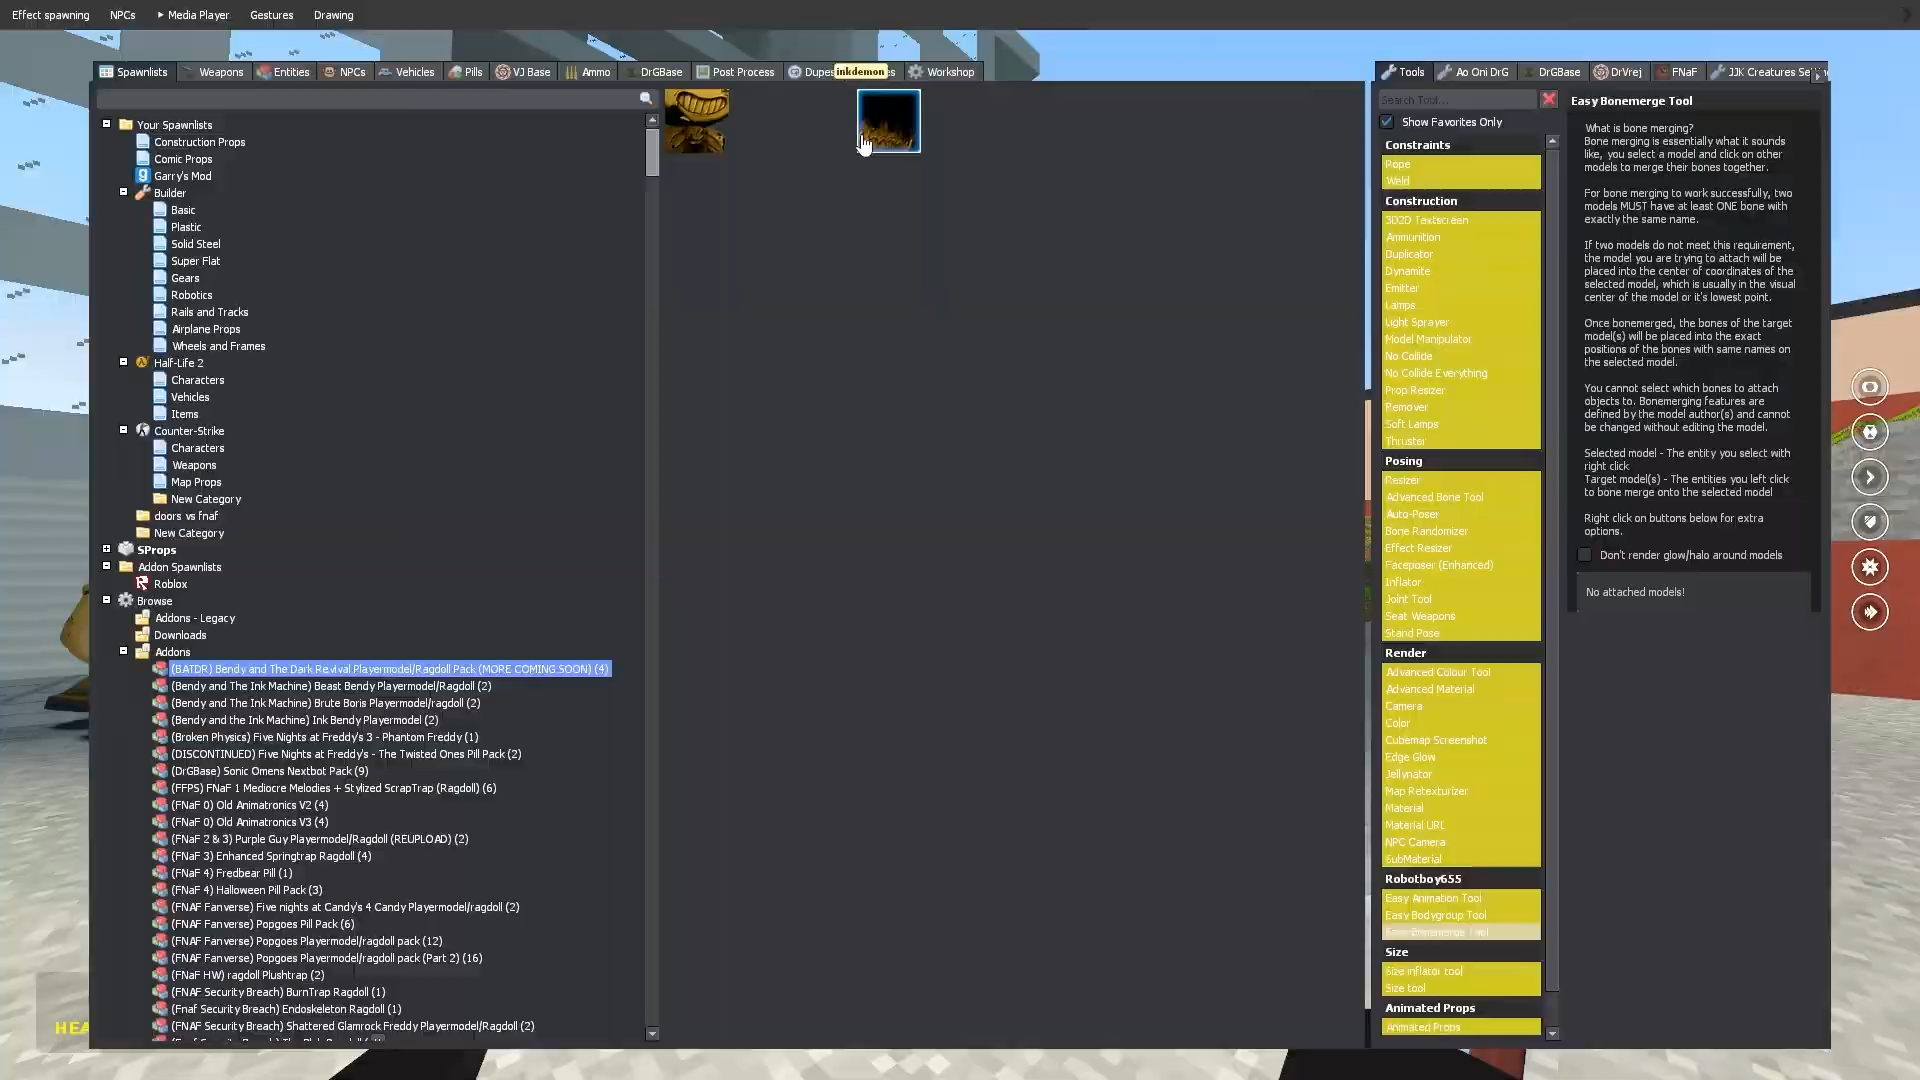 Effect spawning
NPCs
Media Player
Gestures
Drawing
Spawnlists
Weapons
Entities
NPCs
Vehicles
Pills
VJ Base
Ammo
DrGBase
Post Process
Dupes
inkdemon
Workshop
Your Spawnlists
Construction Props
Comic Props
Garry's Mod
Builder
Basic
Plastic
Solid Steel
Super Flat
Gears
Robotics
Rails and Tracks
Airplane Props
Wheels and Frames
Half-Life 2
Characters
Vehicles
Items
Counter-Strike
Characters
Weapons
Map Props
New Category
doors vs fnaf
New Category
SProps
Addon Spawnlists
Roblox
Browse
Addons - Legacy
Downloads
Addons
(BATDR) Bendy and The Dark Revival Playermodel/Ragdoll Pack (MORE COMING SOON) (4)
(Bendy and The Ink Machine) Beast Bendy Playermodel/Ragdoll (2)
(Bendy and The Ink Machine) Brute Boris Playermodel/ragdoll (2)
(Bendy and the Ink Machine) Ink Bendy Playermodel (2)
(Broken Physics) Five Nights at Freddy's 3 - Phantom Freddy (1)
(DISCONTINUED) Five Nights at Freddy's - The Twisted Ones Pill Pack (2)
(DrGBase) Sonic Omens Nextbot Pack (9)
(FFPS) FNaF 1 Mediocre Melodies + Stylized ScrapTrap (Ragdoll) (6)
(FNaF 0) Old Animatronics V2 (4)
(FNaF 0) Old Animatronics V3 (4)
(FNaF 2 & 3) Purple Guy Playermodel/Ragdoll (REUPLOAD) (2)
(FNaF 3) Enhanced Springtrap Ragdoll (4)
(FNaF 4) Fredbear Pill (1)
(FNaF 4) Halloween Pill Pack (3)
(FNAF Fanverse) Five nights at Candy's 4 Candy Playermodel/ragdoll (2)
(FNAF Fanverse) Popgoes Pill Pack (6)
(FNAF Fanverse) Popgoes Playermodel/ragdoll pack (12)
(FNAF Fanverse) Popgoes Playermodel/ragdoll pack (Part 2) (16)
(FNaF HW) ragdoll Plushtrap (2)
(FNAF Security Breach) BurnTrap Ragdoll (1)
(Fnaf Security Breach) Endoskeleton Ragdoll (1)
(FNAF Security Breach) Shattered Glamrock Freddy Playermodel/Ragdoll (2)
HEA
Tools
Ao Oni DrG
DrGBase
DrVrej
FNaF
JJK Creatures Se
Search Tool...
Show Favorites Only
Constraints
Rope
Weld
Construction
3D2D Textscreen
Ammunition
Duplicator
Dynamite
Emitter
Lamps
Light Sprayer
Model Manipulator
No Collide
No Collide Everything
Prop Resizer
Remover
Soft Lamps
Thruster
Posing
Resizer
Advanced Bone Tool
Auto-Poser
Bone Randomizer
Effect Resizer
Faceposer (Enhanced)
Inflator
Joint Tool
Seat Weapons
Stand Pose
Render
Advanced Colour Tool
Advanced Material
Camera
Color
Cubemap Screenshot
Edge Glow
Jellynator
Map Retexturizer
Material
Material URL
NPC Camera
SubMaterial
Robotboy655
Easy Animation Tool
Easy Bodygroup Tool
Easy Bonemerge Tool
Size
Size inflator tool
Size tool
Animated Props
Animated Props
Easy Bonemerge Tool
What is bone merging?
Bone merging is essentially what it sounds
like, you select a model and click on other
models to merge their bones together.
For bone merging to work successfully, two
models MUST have at least ONE bone with
exactly the same name.
If two models do not meet this requirement,
the model you are trying to attach will be
placed into the center of coordinates of the
selected model, which is usually in the visual
center of the model or it's lowest point.
Once bonemerged, the bones of the target
model(s) will be placed into the exact
positions of the bones with same names on
the selected model.
You cannot select which bones to attach
objects to. Bonemerging features are
defined by the model author(s) and cannot
be changed without editing the model.
Selected model - The entity you select with
right click
Target model(s) - The entities you left click
to bone merge onto the selected model
Right click on buttons below for extra
options.
Don't render glow/halo around models
No attached models!